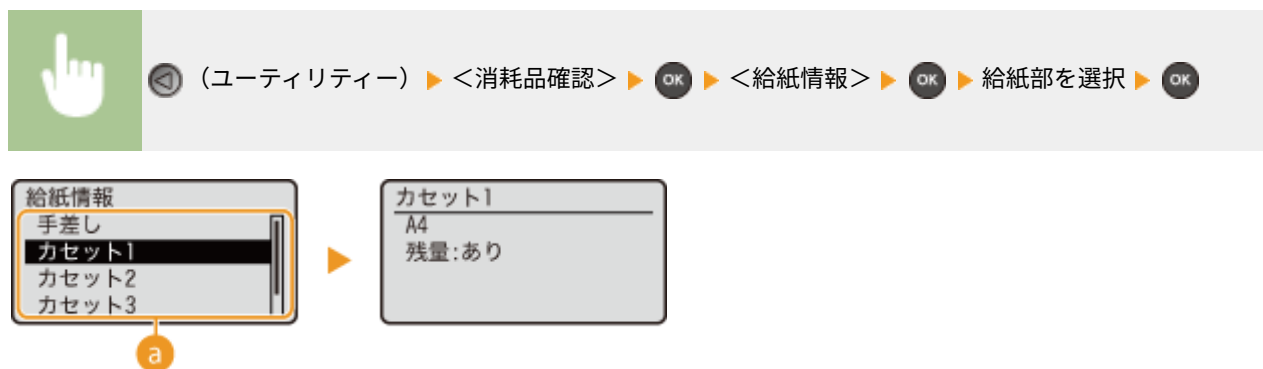 （ユーティリティー）▶ ＜消耗品確認＞ ▶ OK ▶ ＜給紙情報＞ ▶ OK ▶ 給紙部を選択 ▶ OK
給紙情報
手差し
カセット1
カセット2
カセット3
a
カセット1
A4
残量:あり